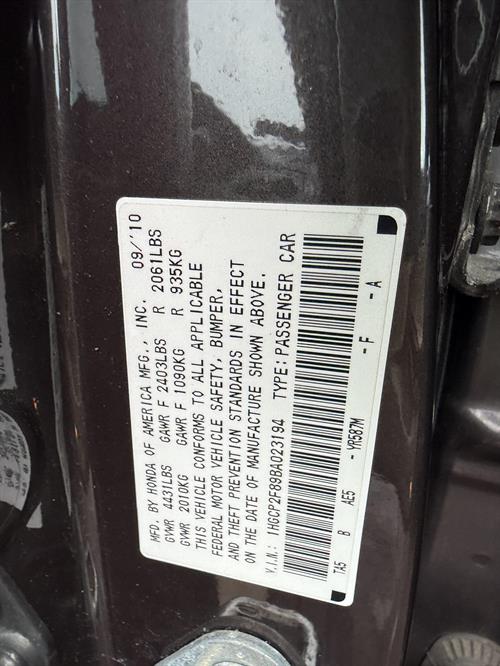 MFD. BY HONDA OF AMERICA MFG., INC. 09/'10
GVWR 4431LBS GAWR F 2403LBS R 2061LBS
GVWR 2010KG GAWR F 1090KG R 935KG
THIS VEHICLE CONFORMS TO ALL APPLICABLE
FEDERAL MOTOR VEHICLE SAFETY, BUMPER,
AND THEFT PREVENTION STANDARDS IN EFFECT
ON THE DATE OF MANUFACTURE SHOWN ABOVE.
V.I.N.: 1HGCP2F89BA023194 TYPE:PASSENGER CAR
TA5 B AE5 -YR587M -F -A